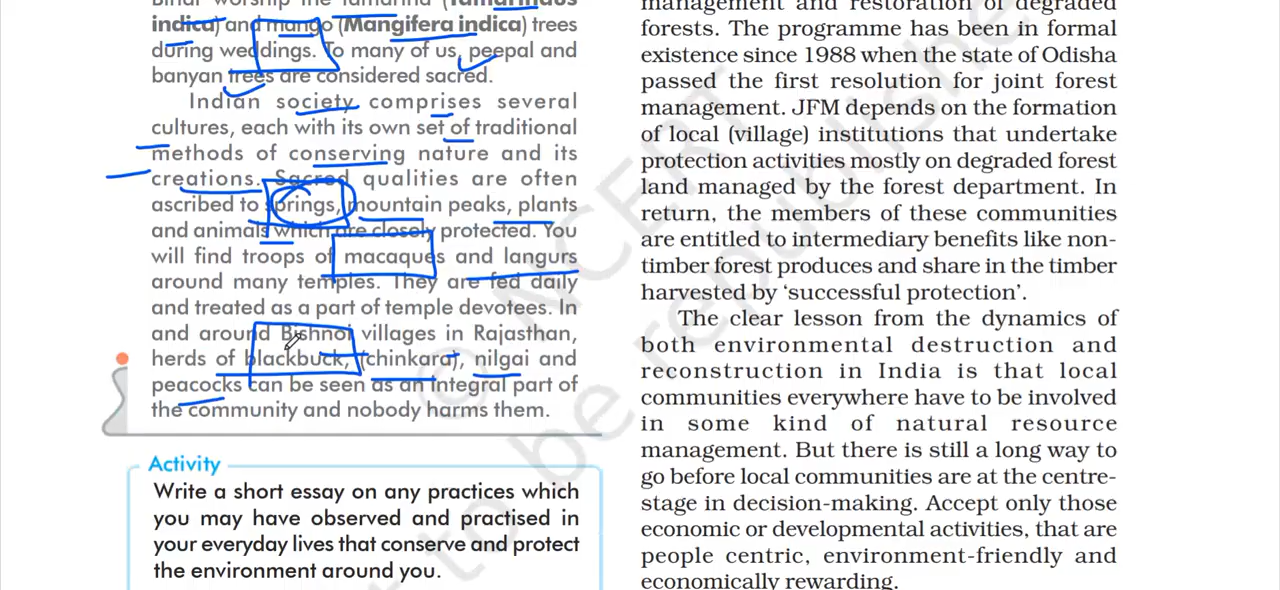 indica) and mango (Mangifera indica) trees
during weddings. To many of us, peepal and
banyan trees are considered sacred.
Indian society comprises several
cultures, each with its own set of traditional
methods of conserving nature and its
creations. Sacred qualities are often
ascribed to springs, mountain peaks, plants
and animals which are closely protected. You
will find troops of macaques and langurs
around many temples. They are fed daily
and treated as a part of temple devotees. In
and around Bishnoi villages in Rajasthan,
herds of blackbuck, (chinkara), nilgai and
peacocks can be seen as an integral part of
the community and nobody harms them.
Activity
Write a short essay on any practices which
you may have observed and practised in
your everyday lives that conserve and protect
the environment around you.
management and restoration of degraded
forests. The programme has been in formal
existence since 1988 when the state of Odisha
passed the first resolution for joint forest
management. JFM depends on the formation
of local (village) institutions that undertake
protection activities mostly on degraded forest
land managed by the forest department. In
return, the members of these communities
are entitled to intermediary benefits like non-
timber forest produces and share in the timber
harvested by ‘successful protection’.
The clear lesson from the dynamics of
both environmental destruction and
reconstruction in India is that local
communities everywhere have to be involved
in some kind of natural resource
management. But there is still a long way to
go before local communities are at the centre-
stage in decision-making. Accept only those
economic or developmental activities, that are
people centric, environment-friendly and
economically rewarding.
© NCERT
to be republishe